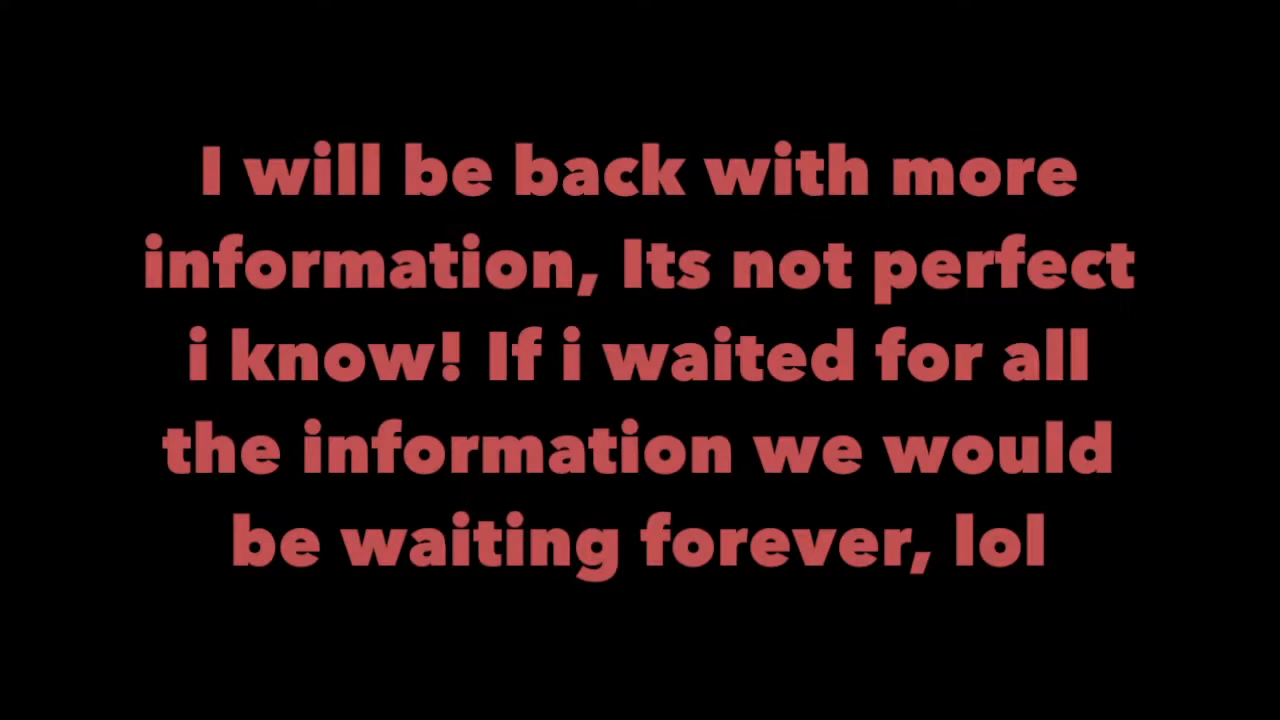 I will be back with more
information, Its not perfect
i know! If i waited for all
the information we would
be waiting forever, lol